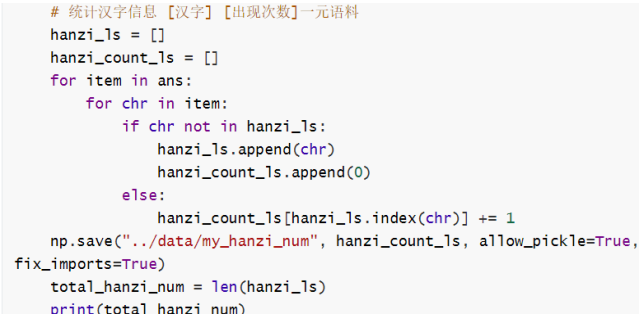 # 统计汉字信息 [汉字] [出现次数]一元语料
hanzi_ls = []
hanzi_count_ls = []
for item in ans:
for chr in item:
if chr not in hanzi_ls:
hanzi_ls.append(chr)
hanzi_count_ls.append(0)
else:
hanzi_count_ls[hanzi_ls.index(chr)] += 1
np.save("../data/my_hanzi_num", hanzi_count_ls, allow_pickle=True,
fix_imports=True)
total_hanzi_num = len(hanzi_ls)
print(total_hanzi_num)